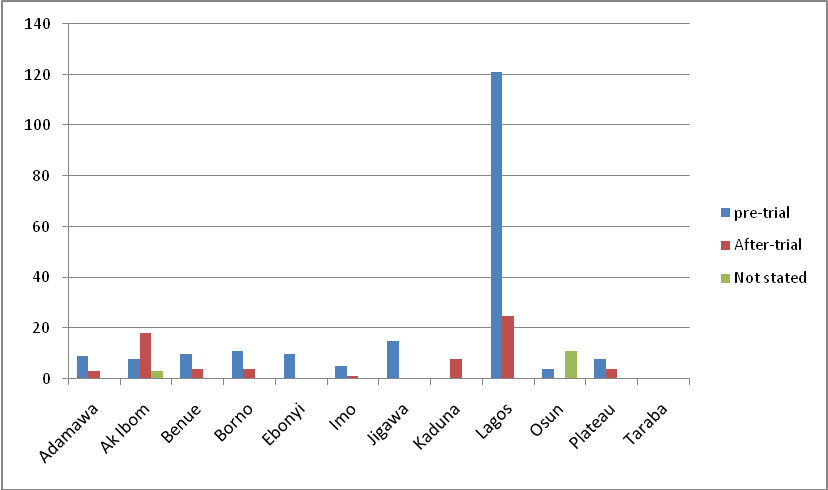 140
120
100
80
60
40
20
0
Adamawa
Ak Ibom
Benue
Borno
Ebonyi
Imo
Jigawa
Kaduna
Lagos
Osun
Plateau
Taraba
pre-trial
After-trial
Not stated